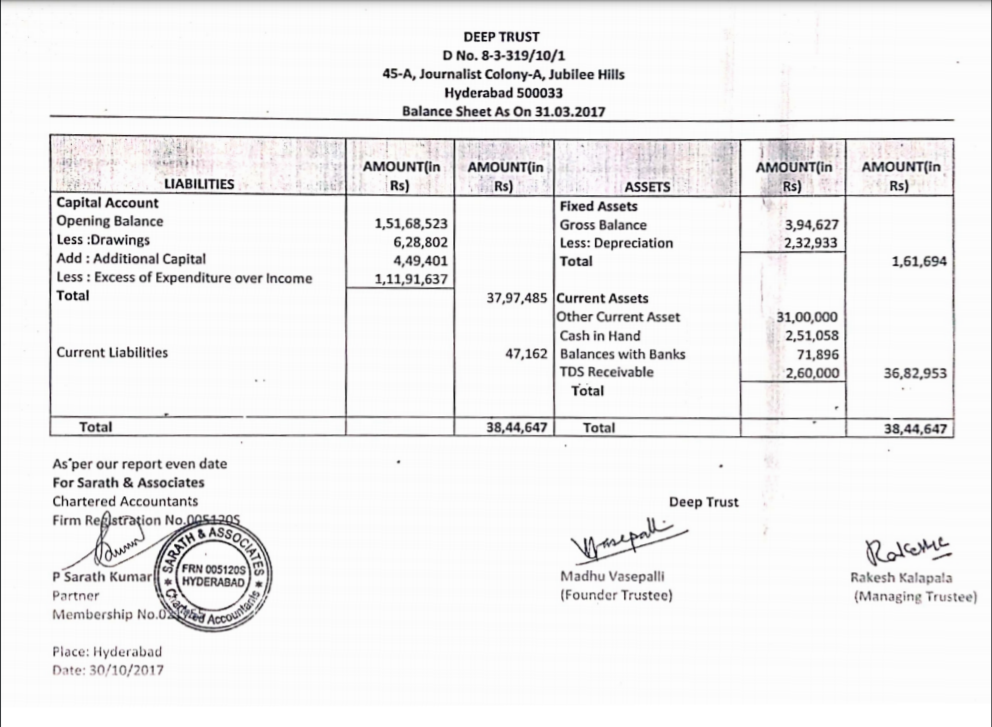 DEEP TRUST
D No. 8-3-319/10/1
45-A, Journalist Colony-A, Jubilee Hills
Hyderabad 500033
Balance Sheet As On 31.03.2017
LIABILITIES AMOUNT(in Rs) AMOUNT(in Rs) ASSETS AMOUNT(in Rs) AMOUNT(in Rs)
Capital Account Fixed Assets
Opening Balance 1,51,68,523 Gross Balance 3,94,627
Less :Drawings 6,28,802 Less: Depreciation 2,32,933
Add : Additional Capital 4,49,401 Total 1,61,694
Less : Excess of Expenditure over Income 1,11,91,637
Total 37,97,485 Current Assets
Other Current Asset 31,00,000
Cash in Hand 2,51,058
Current Liabilities 47,162 Balances with Banks 71,896
TDS Receivable 2,60,000 36,82,953
Total
Total 38,44,647 Total 38,44,647
As per our report even date
For Sarath & Associates
Chartered Accountants
Deep Trust
Firm Registration No.005120S
SARATH & ASSOCIATES
FRN 005120S
HYDERABAD
Chartered Accountants
Vasepalli
Rakesh
P Sarath Kumar Madhu Vasepalli Rakesh Kalapala
Partner (Founder Trustee) (Managing Trustee)
Membership No.
Place: Hyderabad
Date: 30/10/2017